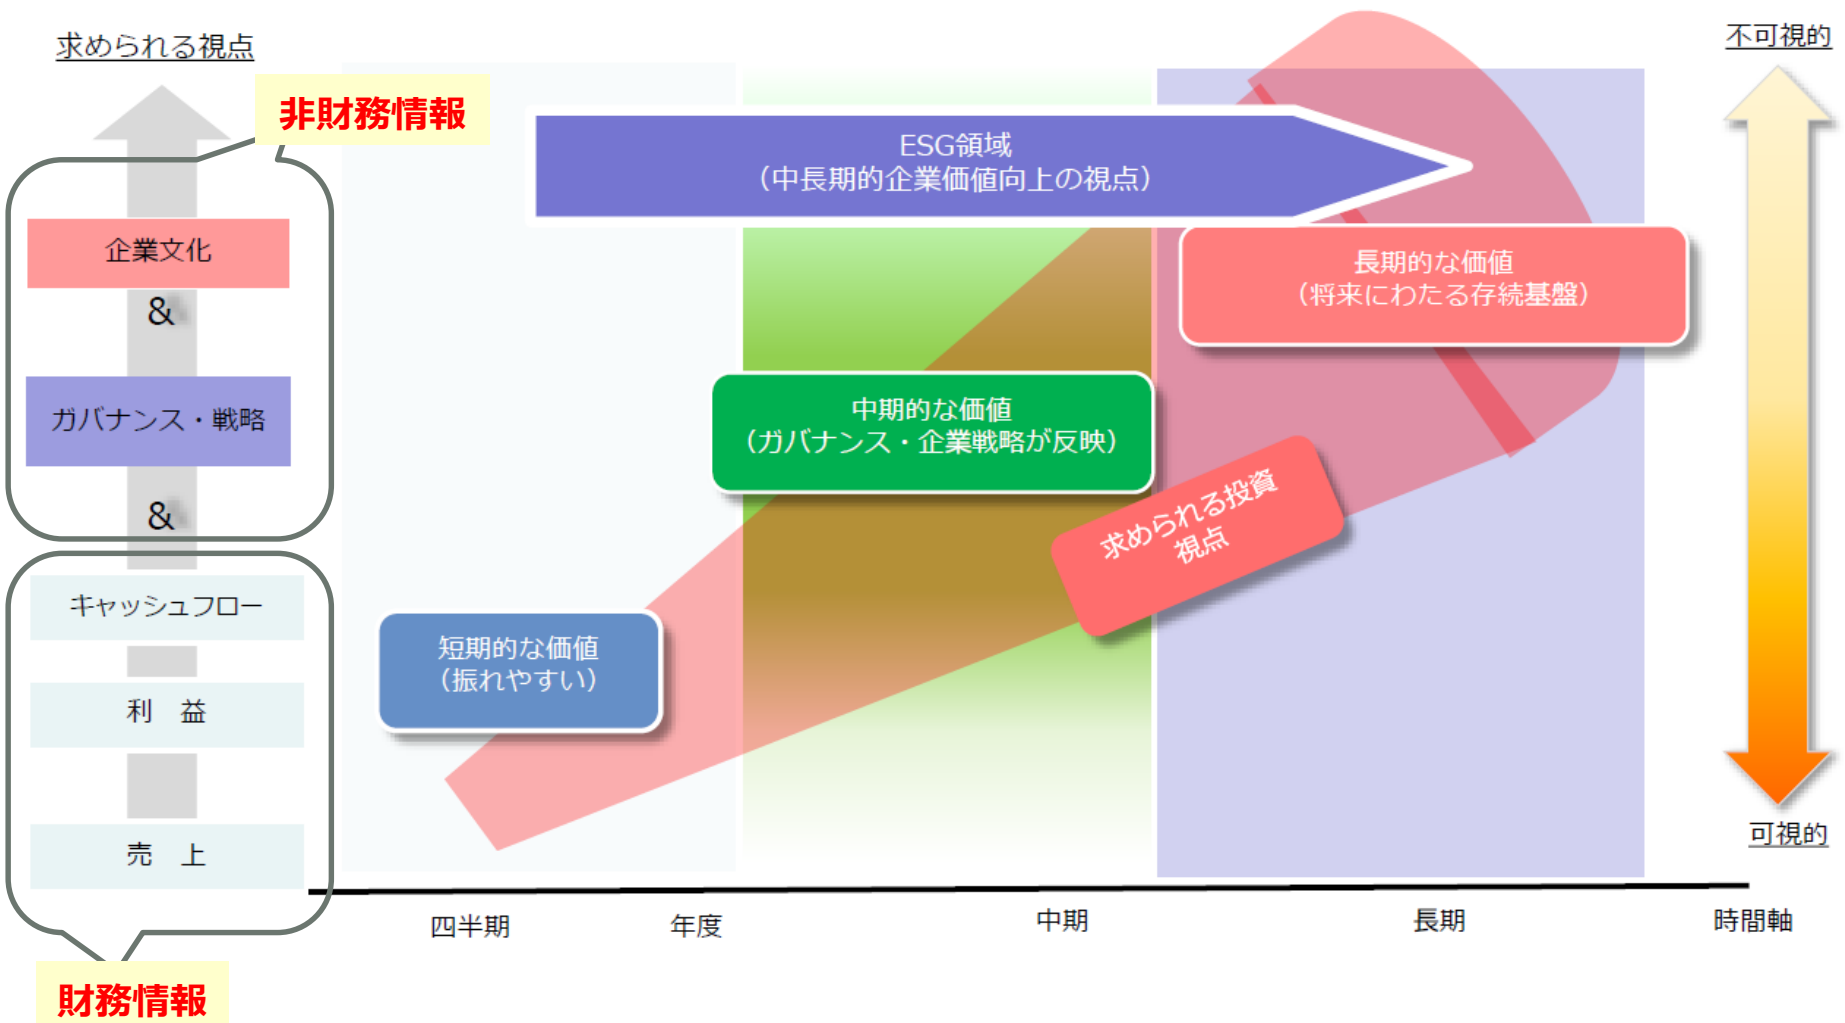 求められる視点
不可視的
非財務情報
ESG領域
（中長期的企業価値向上の視点）
企業文化
&
長期的な価値
（将来にわたる存続基盤）
ガバナンス・戦略
中期的な価値
（ガバナンス・企業戦略が反映）
&
求められる投資
視点
キャッシュフロー
短期的な価値
（振れやすい）
利　益
売　上
可視的
四半期
年度
中期
長期
時間軸
財務情報